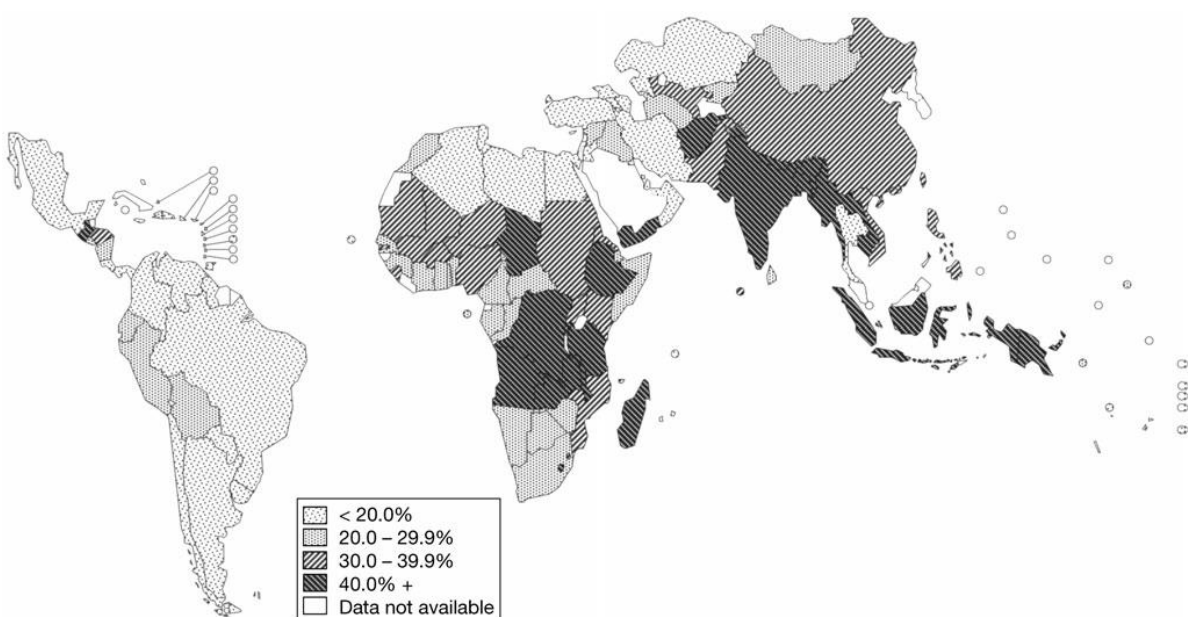 < 20.0%
20.0 – 29.9%
30.0 – 39.9%
40.0% +
Data not available